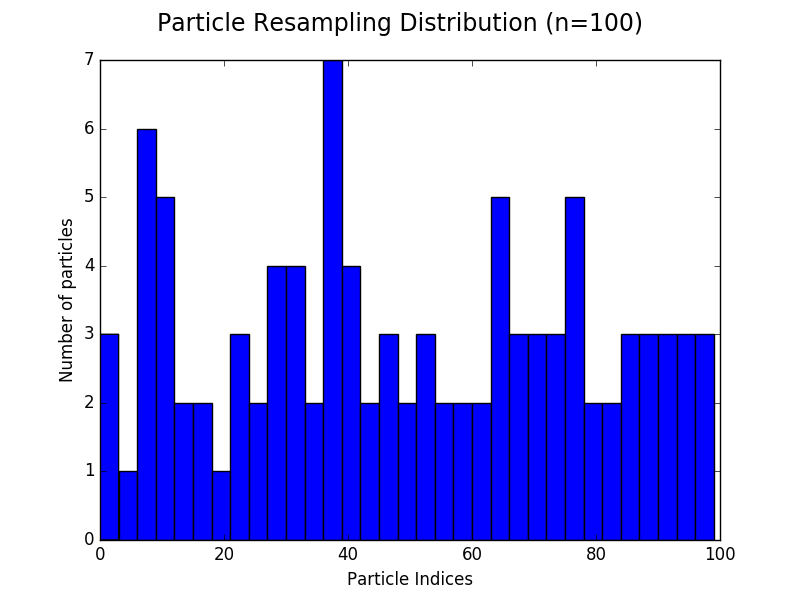 Particle Resampling Distribution (n=100)
7
6
5
4
3
2
1
0
Number of particles
0 20 40 60 80 100
Particle Indices